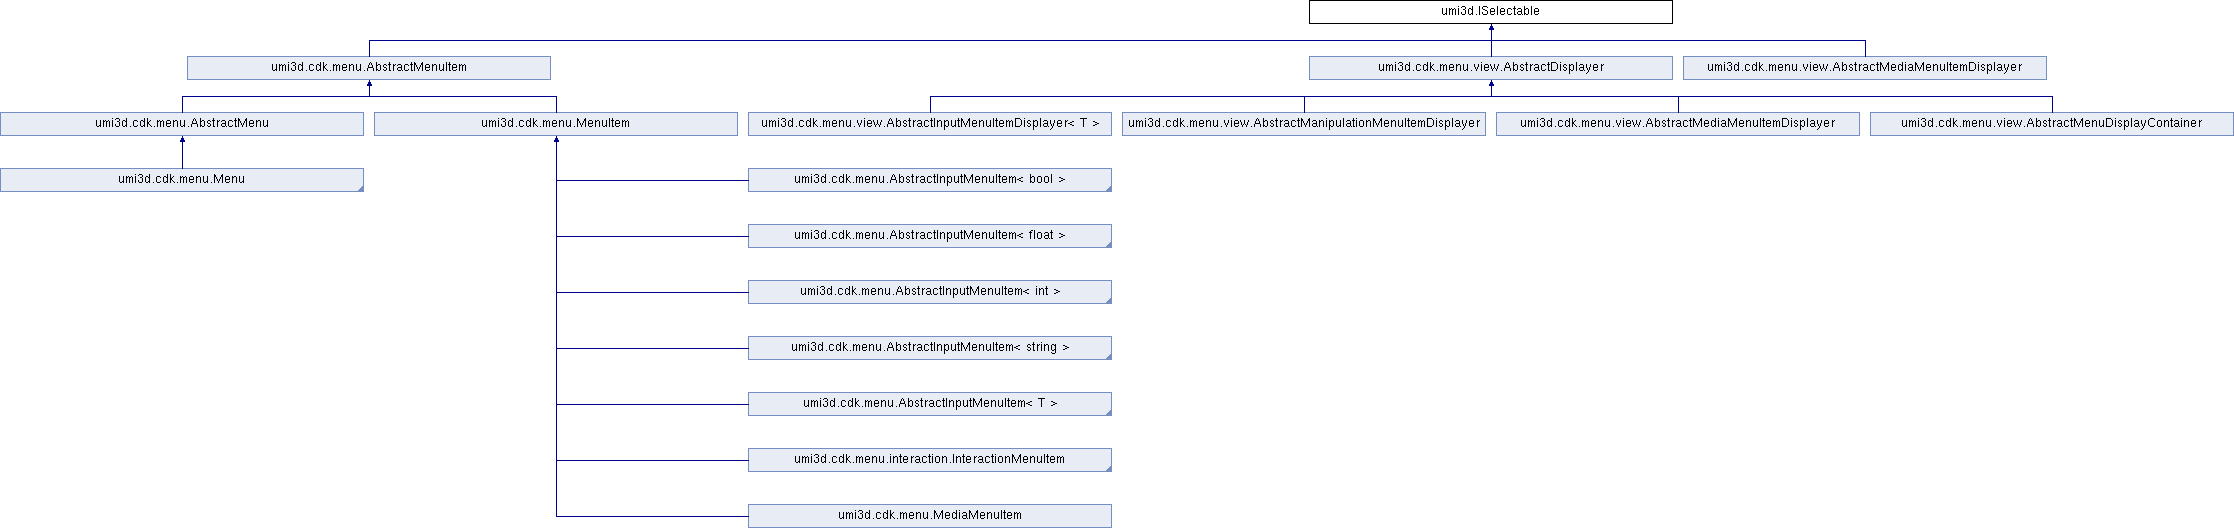 umi3d.ISelectable
umi3d.cdk.menu.AbstractMenuItem
umi3d.cdk.menu.view.AbstractDisplayer
umi3d.cdk.menu.view.AbstractMediaMenuItemDisplayer
umi3d.cdk.menu.AbstractMenu
umi3d.cdk.menu.MenuItem
umi3d.cdk.menu.view.AbstractInputMenuItemDisplayer< T >
umi3d.cdk.menu.view.AbstractManipulationMenuItemDisplayer
umi3d.cdk.menu.view.AbstractMediaMenuItemDisplayer
umi3d.cdk.menu.view.AbstractMenuDisplayContainer
umi3d.cdk.menu.Menu
umi3d.cdk.menu.AbstractInputMenuItem< bool >
umi3d.cdk.menu.AbstractInputMenuItem< float >
umi3d.cdk.menu.AbstractInputMenuItem< int >
umi3d.cdk.menu.AbstractInputMenuItem< string >
umi3d.cdk.menu.AbstractInputMenuItem< T >
umi3d.cdk.menu.interaction.InteractionMenuItem
umi3d.cdk.menu.MediaMenuItem